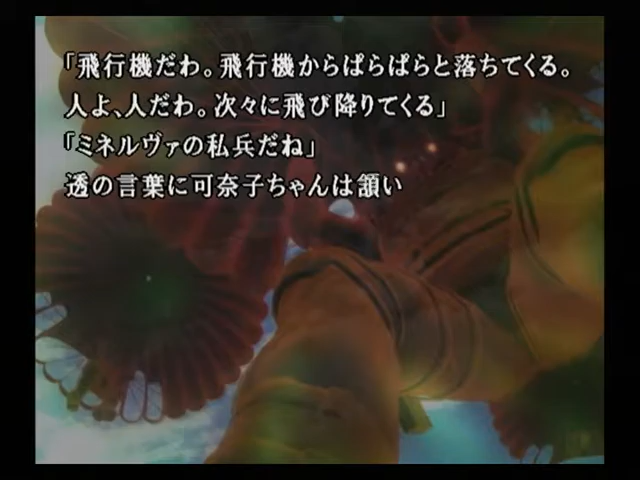 「飛行機だわ。飛行機からぱらぱらと落ちてくる。
人よ、人だわ。次々に飛び降りてくる」
「ミネルヴァの私兵だね」
透の言葉に可奈子ちゃんは頷い